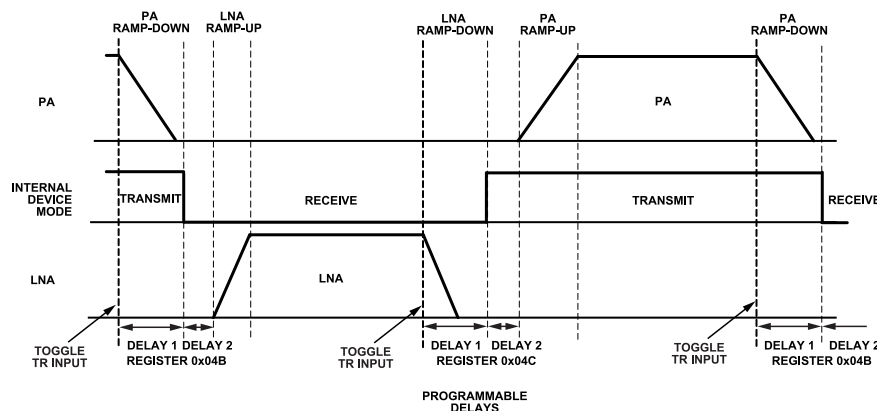 PA
RAMP-DOWN
LNA
RAMP-UP
LNA
RAMP-DOWN
PA
RAMP-UP
PA
RAMP-DOWN
PA
PA
INTERNAL
DEVICE
MODE
TRANSMIT
RECEIVE
TRANSMIT
RECEIVE
LNA
LNA
TOGGLE
TR INPUT
DELAY 1 DELAY 2
REGISTER 0x04B
TOGGLE
TR INPUT
DELAY 1 DELAY 2
REGISTER 0x04C
TOGGLE
TR INPUT
DELAY 1 DELAY 2
REGISTER 0x04B
PROGRAMMABLE
DELAYS